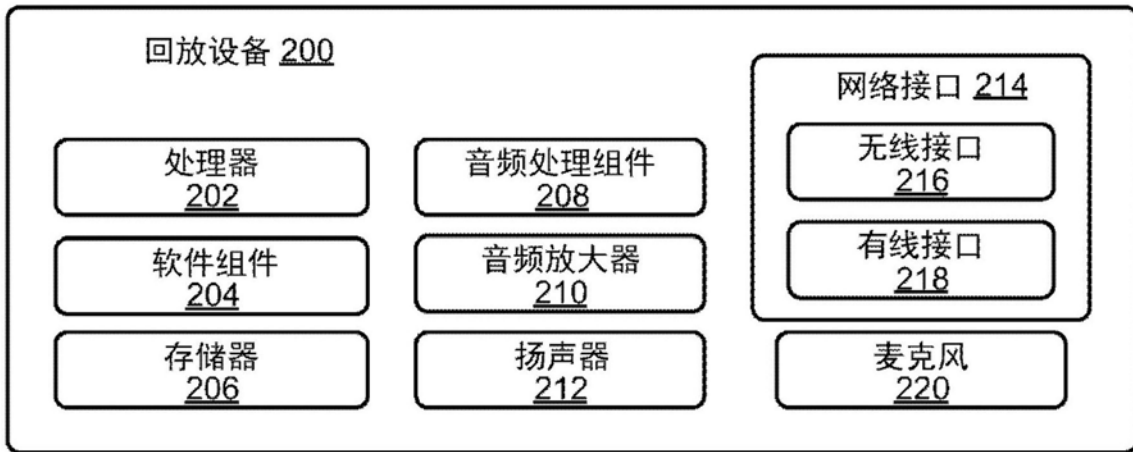 回放设备 200
处理器
202
软件组件
204
存储器
206
音频处理组件
208
音频放大器
210
扬声器
212
网络接口 214
无线接口
216
有线接口
218
麦克风
220